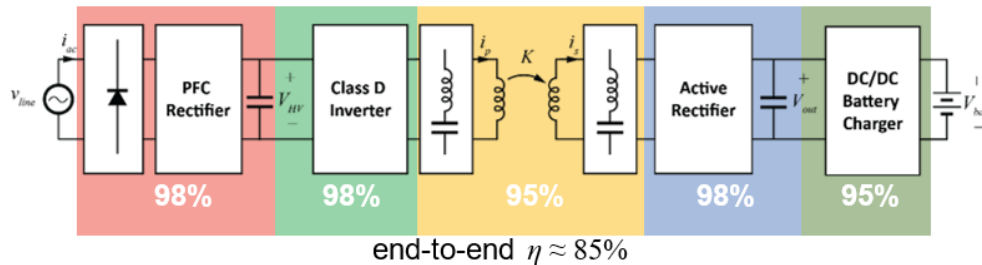 i_ac
v_line
PFC
Rectifier
+
V_HV
−
Class D
Inverter
i_p
K
i_s
Active
Rectifier
+
V_out
−
DC/DC
Battery
Charger
+
−
98%
98%
95%
98%
95%
end-to-end η ≈ 85%